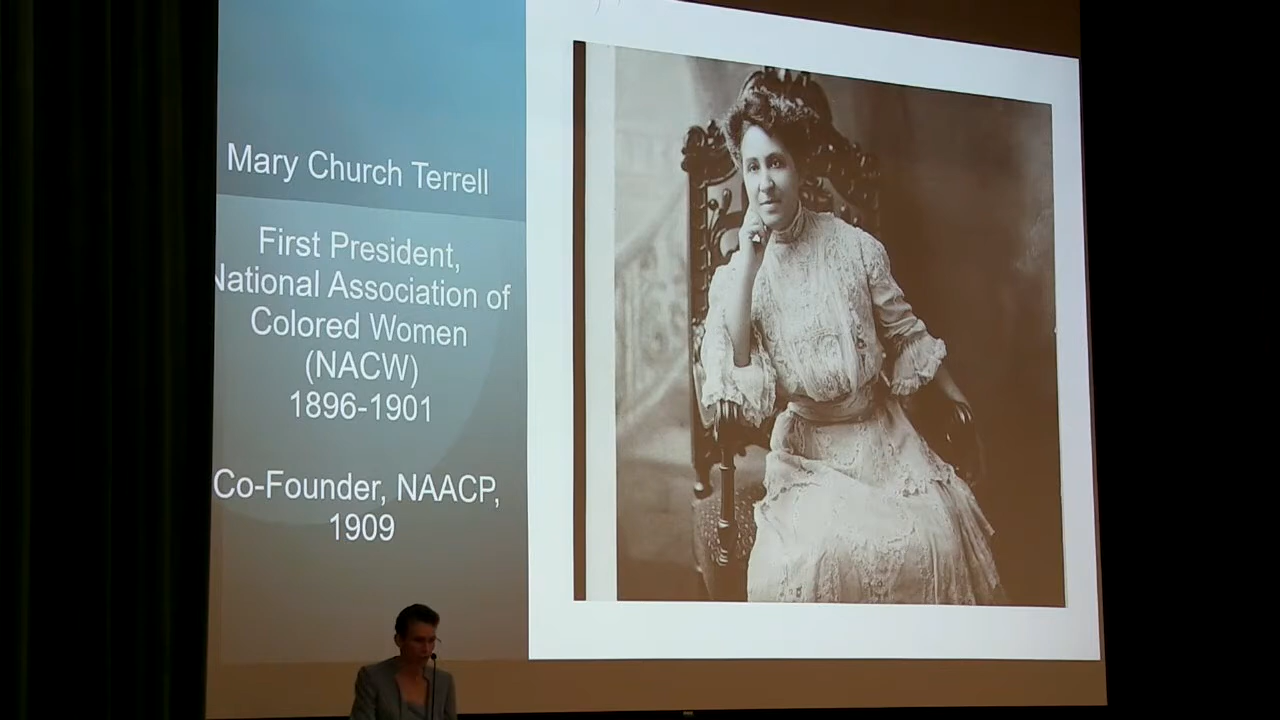 Mary Church Terrell
First President,
National Association of
Colored Women
(NACW)
1896-1901
Co-Founder, NAACP,
1909